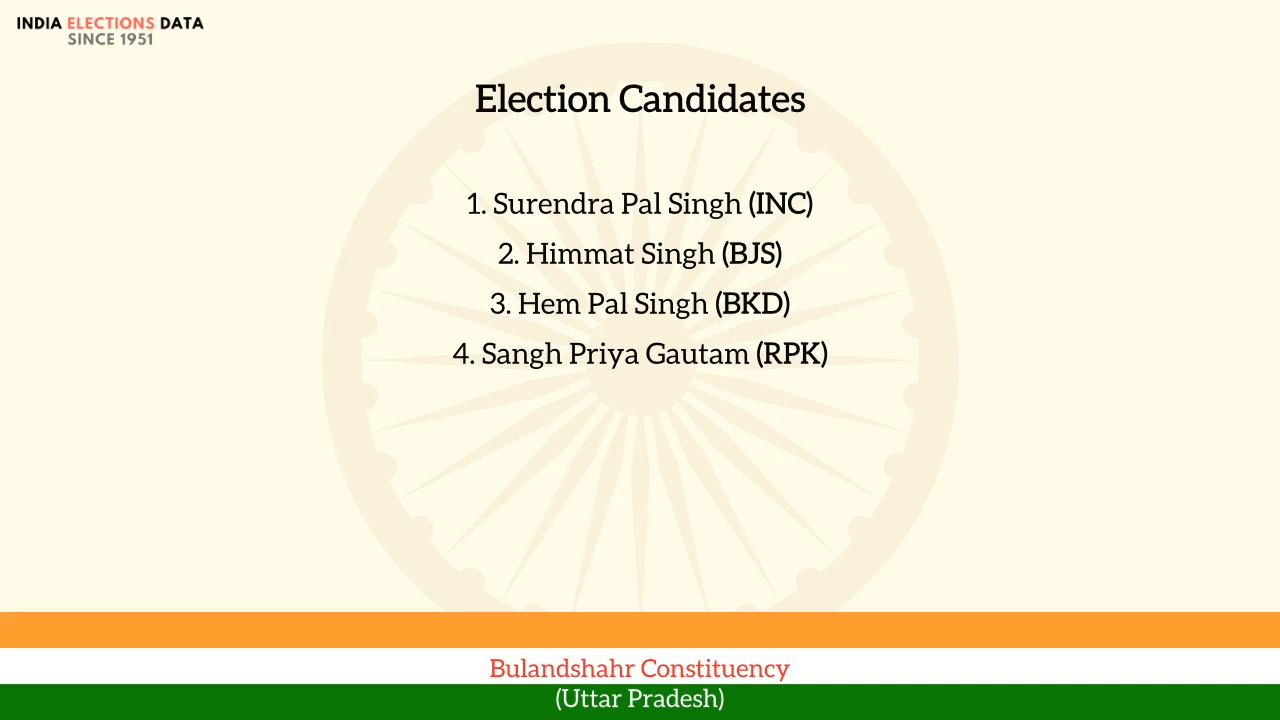 INDIA ELECTIONS DATA
SINCE 1951
Election Candidates
1. Surendra Pal Singh (INC)
2. Himmat Singh (BJS)
3. Hem Pal Singh (BKD)
4. Sangh Priya Gautam (RPK)
Bulandshahr Constituency
(Uttar Pradesh)